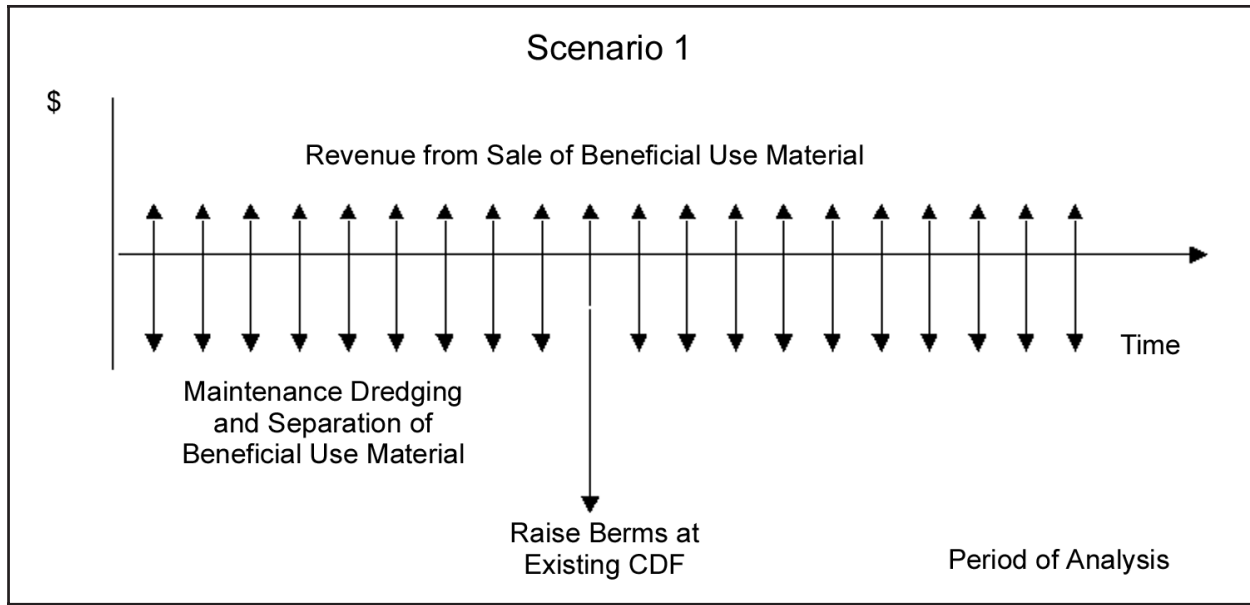 Scenario 1
$
Revenue from Sale of Beneficial Use Material
Time
Maintenance Dredging
and Separation of
Beneficial Use Material
Raise Berms at
Existing CDF
Period of Analysis